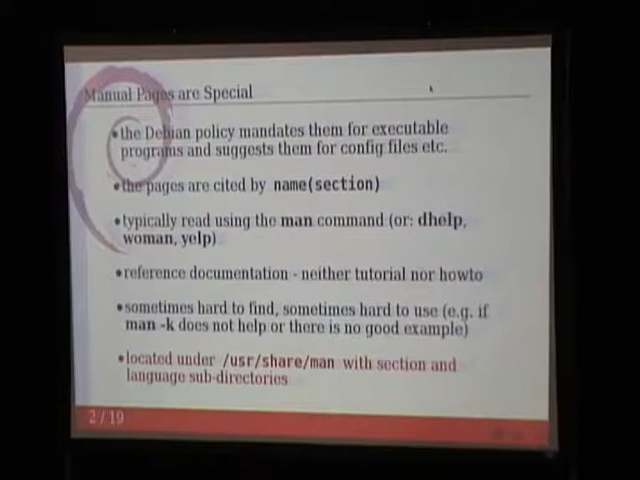 Manual Pages are Special
•the Debian policy mandates them for executable
programs and suggests them for config files etc.
•the pages are cited by name(section)
•typically read using the man command (or: dhelp,
woman, yelp)
•reference documentation - neither tutorial nor howto
•sometimes hard to find, sometimes hard to use (e.g. if
man -k does not help or there is no good example)
•located under /usr/share/man with section and
language sub-directories
2 / 19